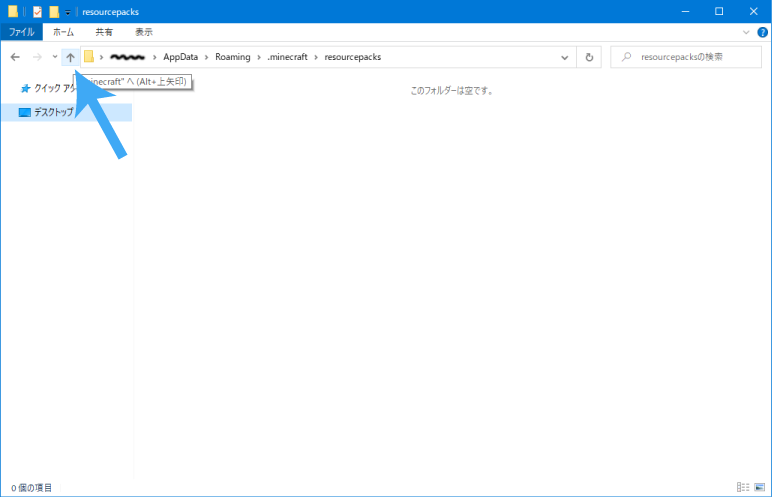 resourcepacks
ファイル ホーム 共有 表示
AppData › Roaming › .minecraft › resourcepacks
resourcepacksの検索
minecraft" へ (Alt+上矢印)
クイック アク
このフォルダーは空です。
デスクトップ
0 個の項目